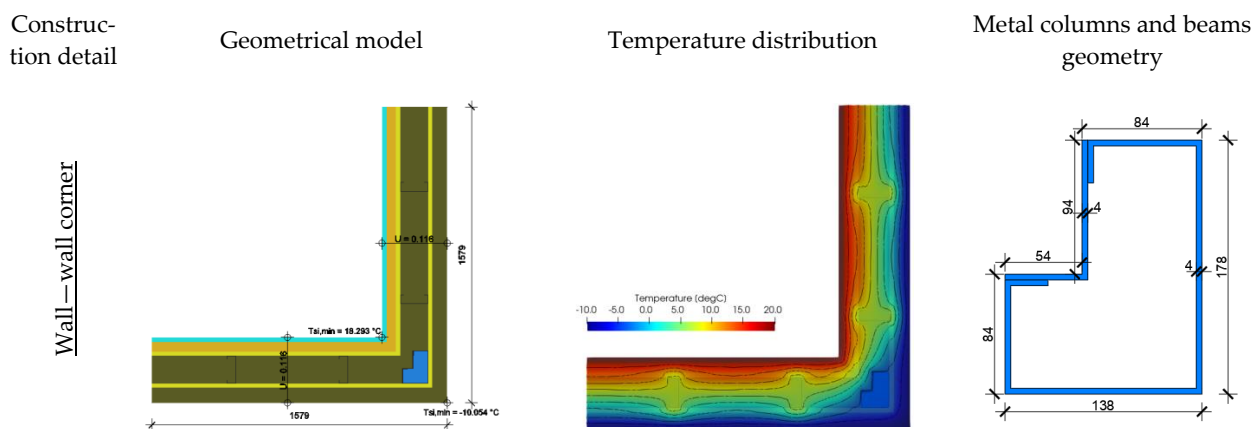 Construc-
tion detail
Geometrical model
Temperature distribution
Metal columns and beams
geometry
Wall—wall corner
U = 0.116
1579
Tsi,min = 18.293 °C
U = 0.116
1579
Tsi,min = -10.054 °C
Temperature (degC)
-10.0 -5.0 0.0 5.0 10.0 15.0 20.0
84
94
4
54
4
178
84
138